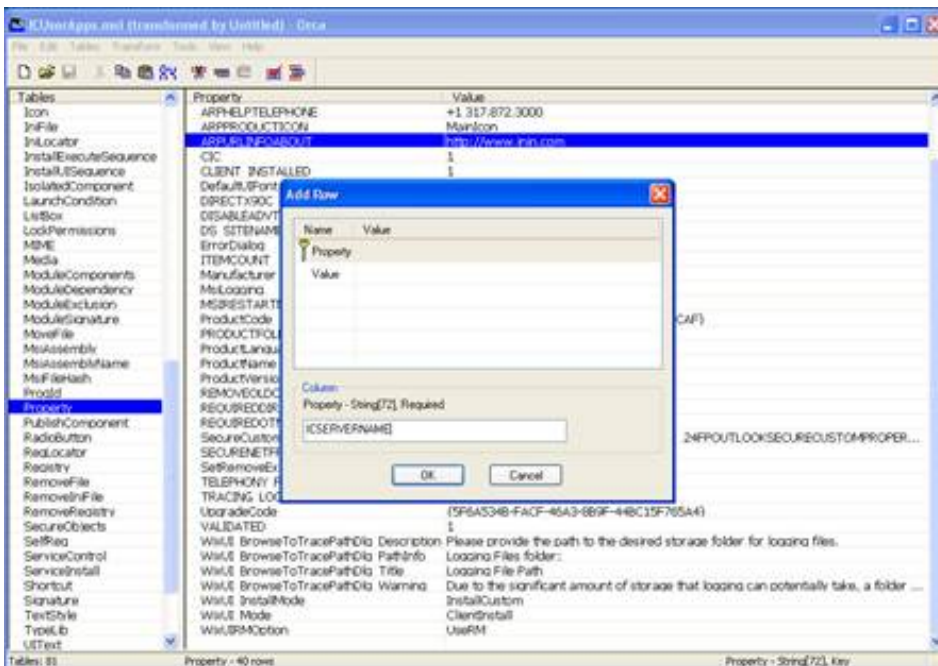 ICUserApps.msi (transformed by Untitled) - Orca
File Edit Tables Transform Tools View Help
Tables
Icon
IniFile
IniLocator
InstallExecuteSequence
InstallUISequence
IsolatedComponent
LaunchCondition
ListBox
LockPermissions
MIME
Media
ModuleComponents
ModuleDependency
ModuleExclusion
ModuleSignature
MoveFile
MsiAssembly
MsiAssemblyName
MsiFileHash
ProgId
Property
PublishComponent
RadioButton
RegLocator
Registry
RemoveFile
RemoveIniFile
RemoveRegistry
SecureObjects
SelfReg
ServiceControl
ServiceInstall
Shortcut
Signature
TextStyle
TypeLib
UIText
Property Value
ARPHELPTELEPHONE +1 317.872.3000
ARPPRODUCTICON MainIcon
ARPURLINFOABOUT http://www.inin.com
CIC 1
CLIENT_INSTALLED 1
DefaultUIFont
DIRECTX90C
DISABLEADVT
DS_SITENAME
ErrorDialog
ITEMCOUNT
Manufacturer
MsiLogging
MSIRESTART
ProductCode CAF}
PRODUCTFOL
ProductLangua
ProductName
ProductVersio
REMOVEOLDC
REQUIREDDIR
REQUIREDOT
SecureCustom 24FPOUTLOOKSECURECUSTOMPROPER...
SECURENETFR
SetRemoveEx
TELEPHONY_F
TRACING_LOG
UpgradeCode {5F6A534B-FACF-46A3-8B9F-44BC15F765A4}
VALIDATED 1
WixUI_BrowseToTracePathDlg_Description Please provide the path to the desired storage folder for logging files.
WixUI_BrowseToTracePathDlg_PathInfo Logging Files folder::
WixUI_BrowseToTracePathDlg_Title Logging File Path
WixUI_BrowseToTracePathDlg_Warning Due to the significant amount of storage that logging can potentially take, a folder ...
WixUI_InstallMode InstallCustom
WixUI_Mode ClientInstall
WixUIRMOption UseRM
Add Row
Name Value
Property
Value
Column
Property - String[72], Required
ICSERVERNAME
OK Cancel
Tables: 81 Property - 40 rows Property - String[72], Key